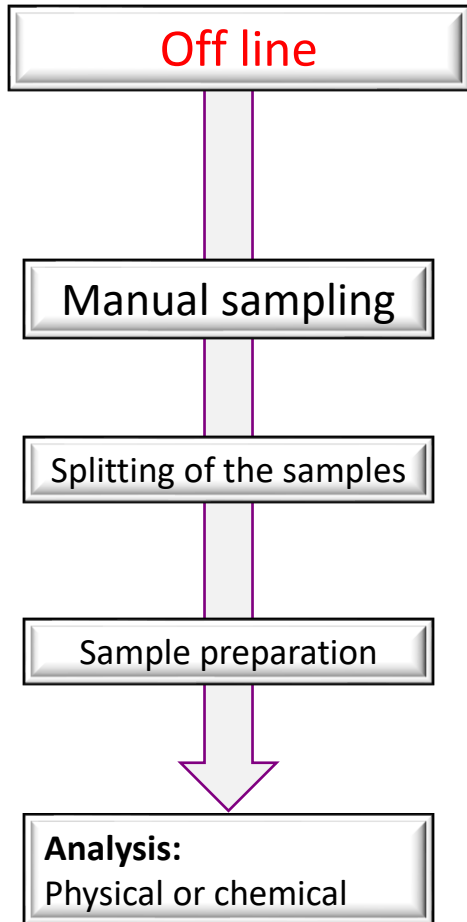 Off line
Manual sampling
Splitting of the samples
Sample preparation
Analysis:
Physical or chemical